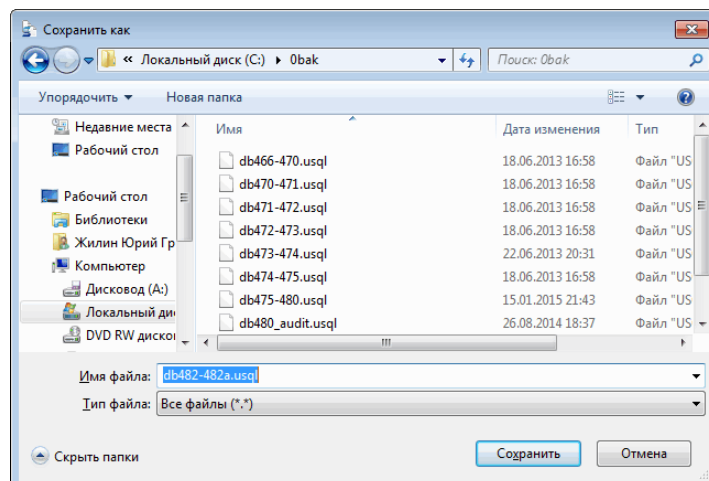 Сохранить как
« Локальный диск (C:) 0bak
Поиск: 0bak
Упорядочить Новая папка
Недавние места
Рабочий стол
Рабочий стол
Библиотеки
Жилин Юрий Гр
Компьютер
Дисковод (A:)
Локальный ди
DVD RW диско
Имя Дата изменения Тип
db466-470.usql 18.06.2013 16:58 Файл "US
db470-471.usql 18.06.2013 16:58 Файл "US
db471-472.usql 18.06.2013 16:58 Файл "US
db472-473.usql 18.06.2013 16:58 Файл "US
db473-474.usql 22.06.2013 20:31 Файл "US
db474-475.usql 18.06.2013 16:58 Файл "US
db475-480.usql 15.01.2015 21:43 Файл "US
db480_audit.usql 26.08.2014 18:37 Файл "US
Имя файла: db482-482a.usql
Тип файла: Все файлы (*.*)
Скрыть папки
Сохранить Отмена